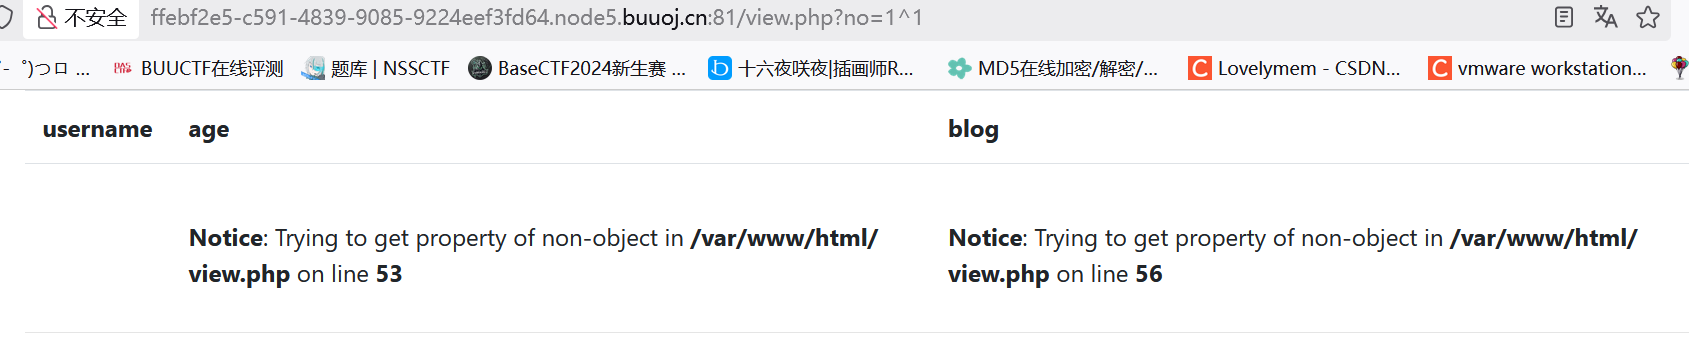 不安全 ffebf2e5-c591-4839-9085-9224eef3fd64.node5.buuoj.cn:81/view.php?no=1^1
BUUCTF在线评测 题库 | NSSCTF BaseCTF2024新生赛 ... 十六夜咲夜|插画师R... MD5在线加密/解密/... Lovelymem - CSDN... vmware workstation...
username age blog
Notice: Trying to get property of non-object in /var/www/html/
view.php on line 53
Notice: Trying to get property of non-object in /var/www/html/
view.php on line 56